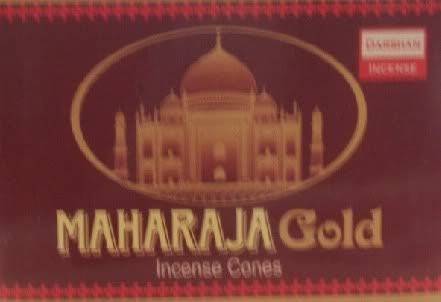 DARSHAN
INCENSE
MAHARAJA Gold
Incense Cones